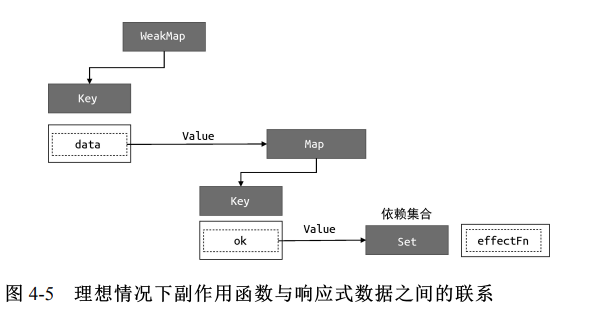 WeakMap
Key
data
Value
Map
Key
ok
Value
依赖集合
Set
effectFn
图 4-5 理想情况下副作用函数与响应式数据之间的联系